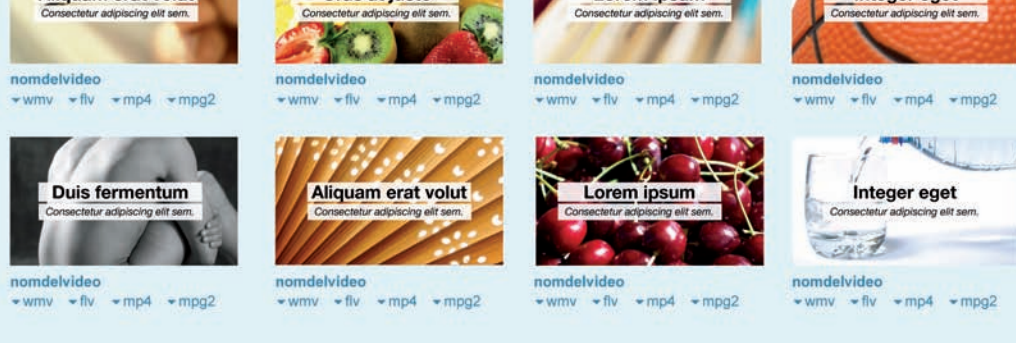 Consectetur adipiscing elit sem.
Consectetur adipiscing elit sem.
Consectetur adipiscing elit sem.
Consectetur adipiscing elit sem.
nomdelvideo
wmv flv mp4 mpg2
nomdelvideo
wmv flv mp4 mpg2
nomdelvideo
wmv flv mp4 mpg2
nomdelvideo
wmv flv mp4 mpg2
Duis fermentum
Consectetur adipiscing elit sem.
nomdelvideo
wmv flv mp4 mpg2
Aliquam erat volut
Consectetur adipiscing elit sem.
nomdelvideo
wmv flv mp4 mpg2
Lorem ipsum
Consectetur adipiscing elit sem.
nomdelvideo
wmv flv mp4 mpg2
Integer eget
Consectetur adipiscing elit sem.
nomdelvideo
wmv flv mp4 mpg2